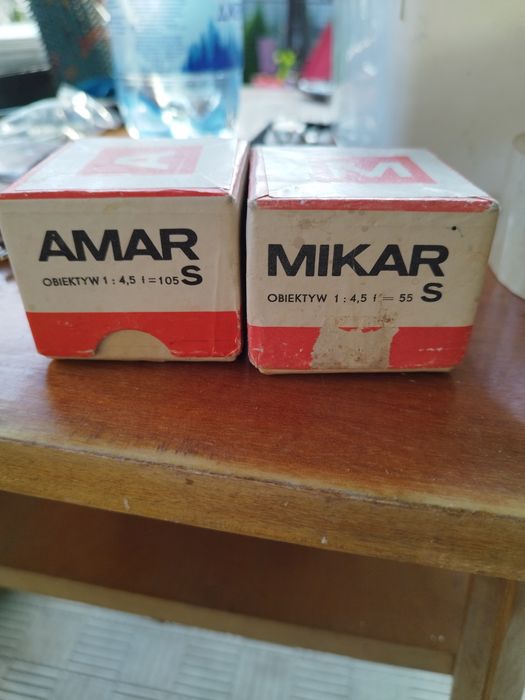 A
AMAR
OBIEKTYW 1 : 4,5 f = 105 S
M
MIKAR
OBIEKTYW 1 : 4,5 f = 55 S